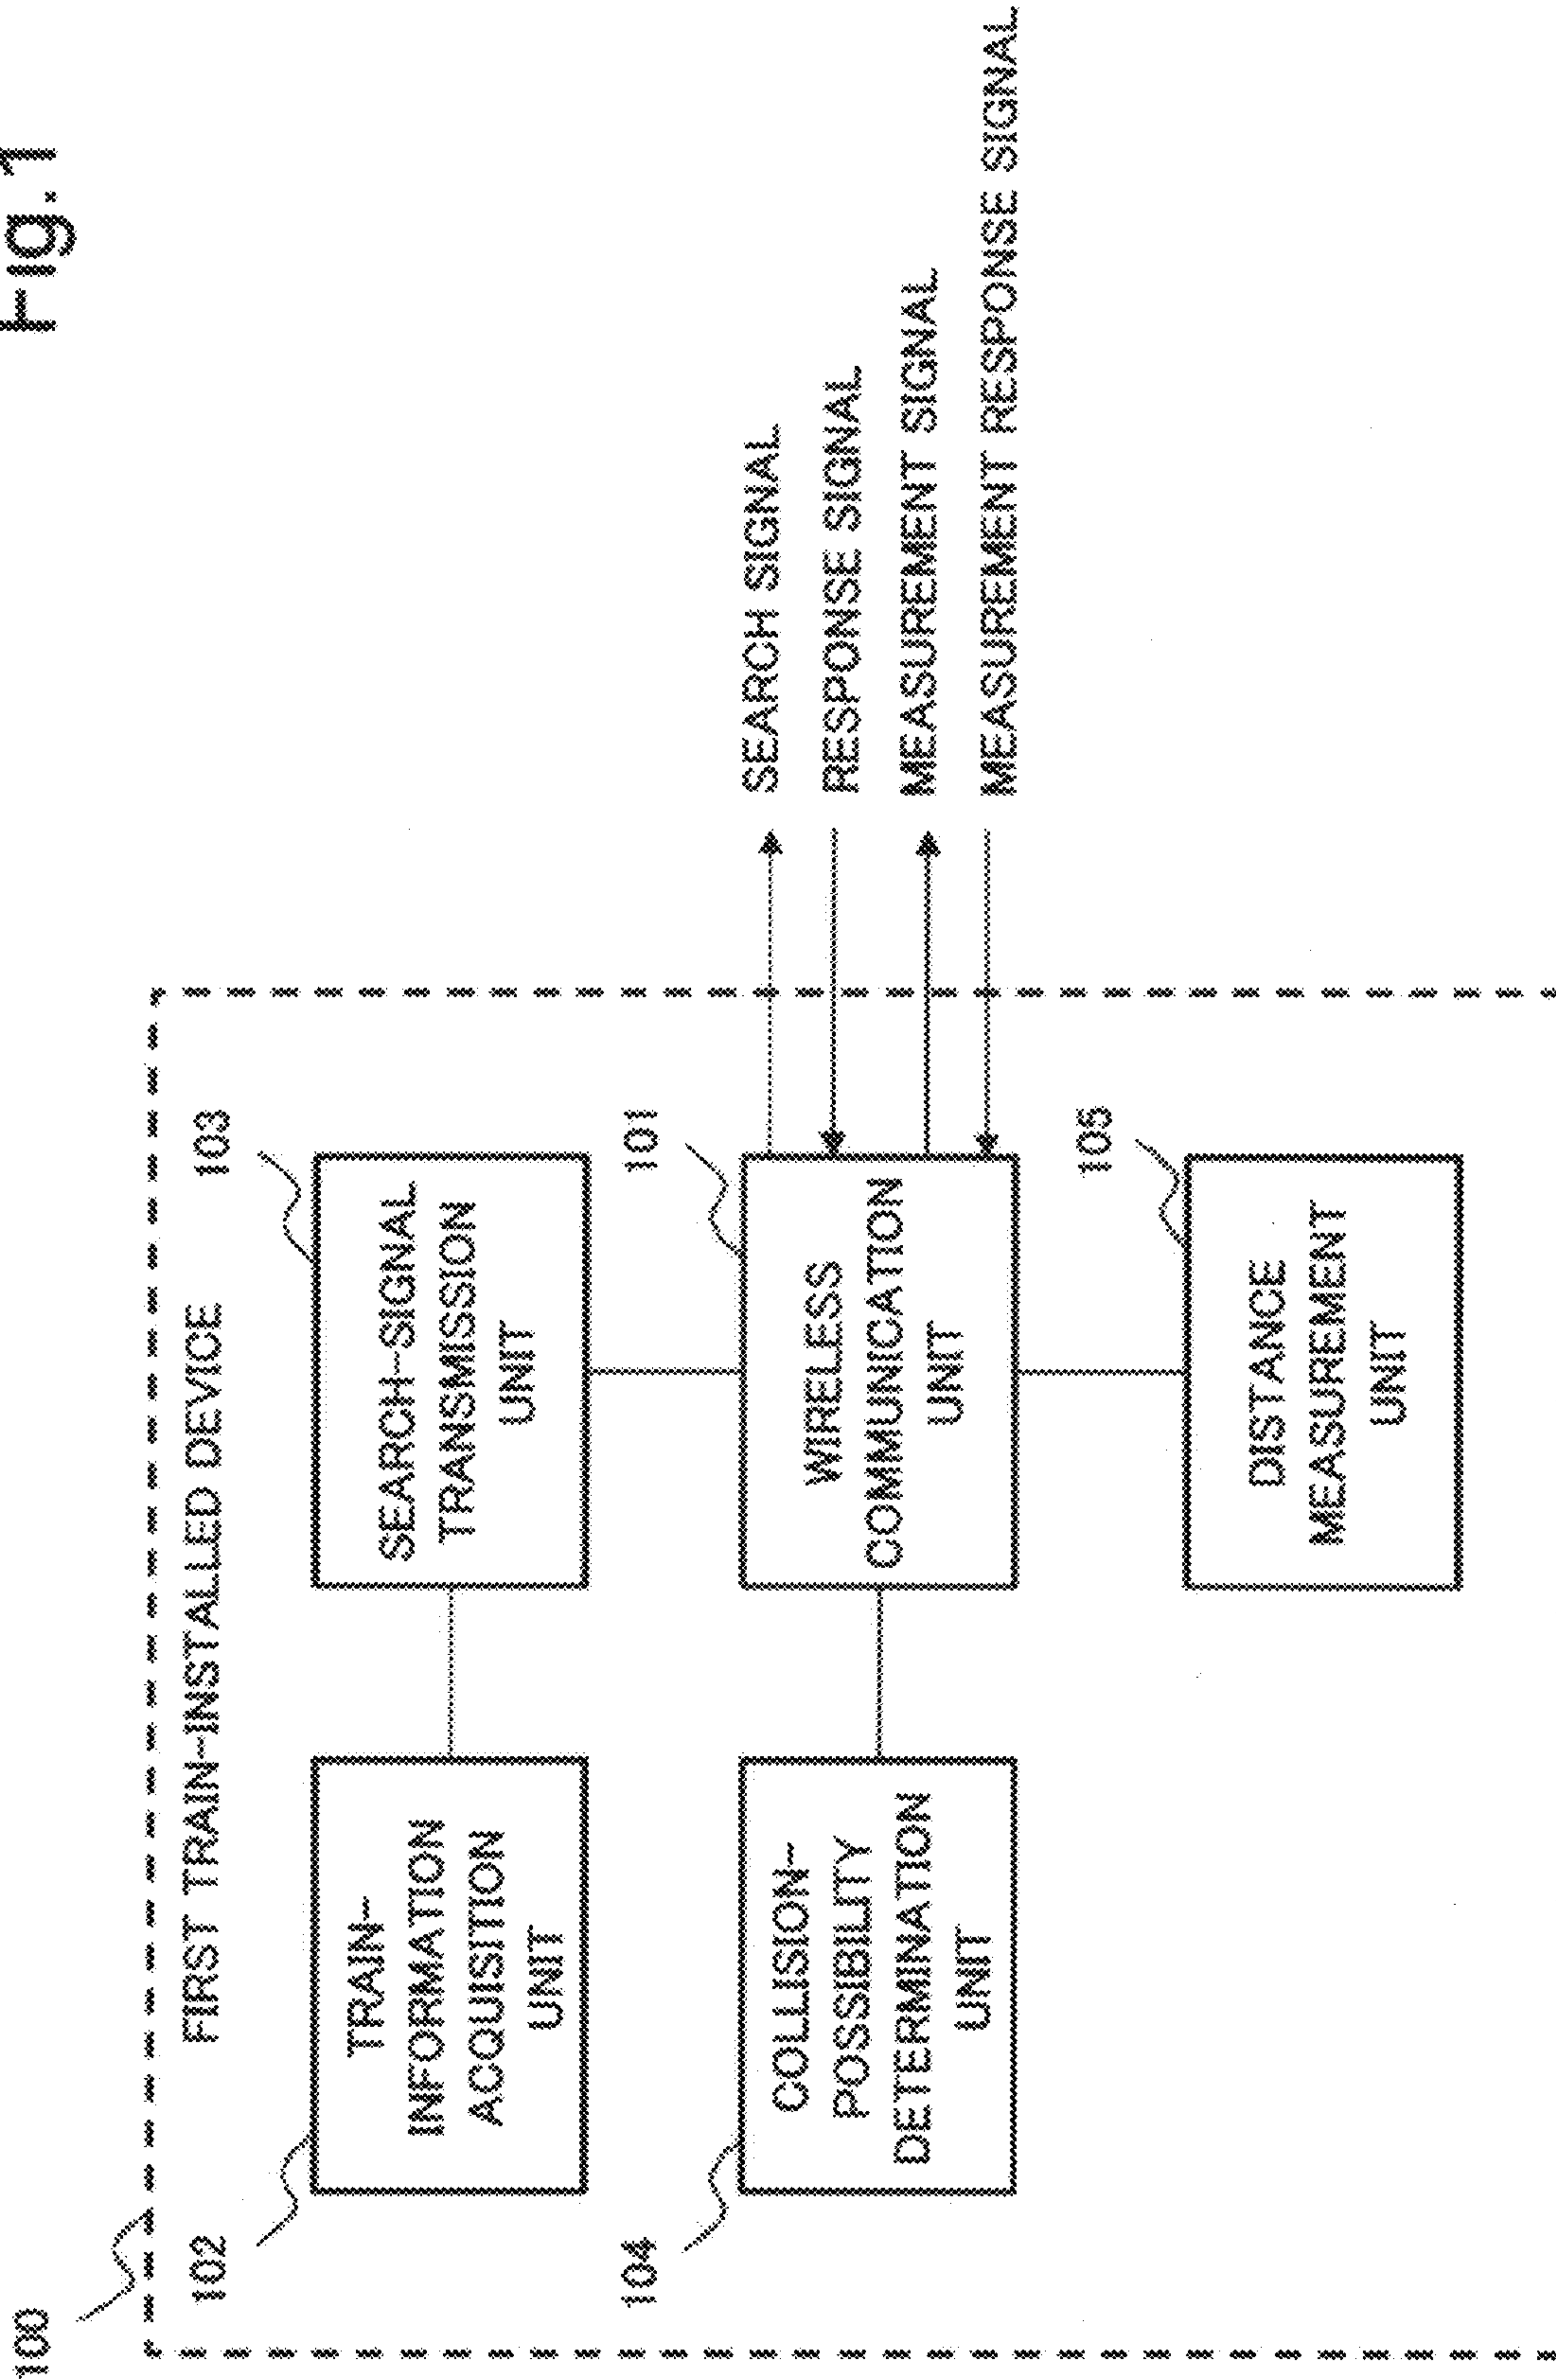 Fig.1
100
FIRST TRAIN-INSTALLED DEVICE
102
TRAIN-
INFORMATION
ACQUISITION
UNIT
103
SEARCH-SIGNAL
TRANSMISSION
UNIT
104
COLLISION-
POSSIBILITY
DETERMINATION
UNIT
101
WIRELESS
COMMUNICATION
UNIT
SEARCH SIGNAL
RESPONSE SIGNAL
MEASUREMENT SIGNAL
MEASUREMENT RESPONSE SIGNAL
105
DISTANCE
MEASUREMENT
UNIT